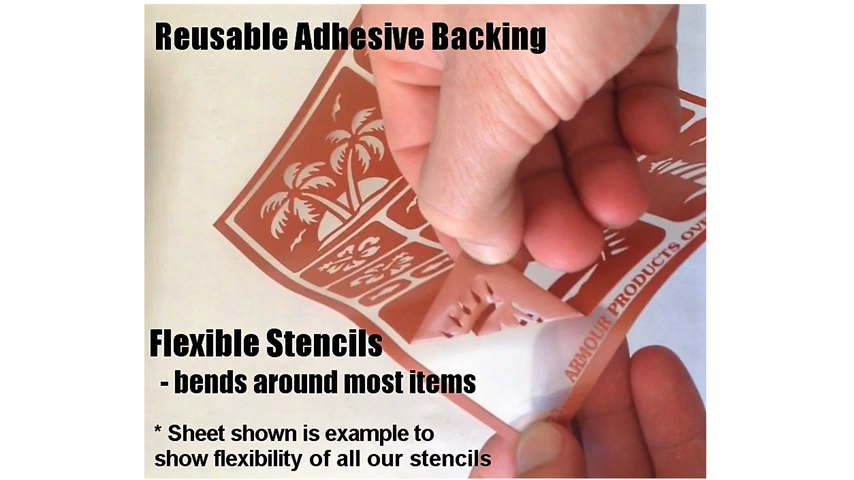 Reusable Adhesive Backing
ARMOUR PRODUCTS OVE
Flexible Stencils
- bends around most items
* Sheet shown is example to
show flexibility of all our stencils